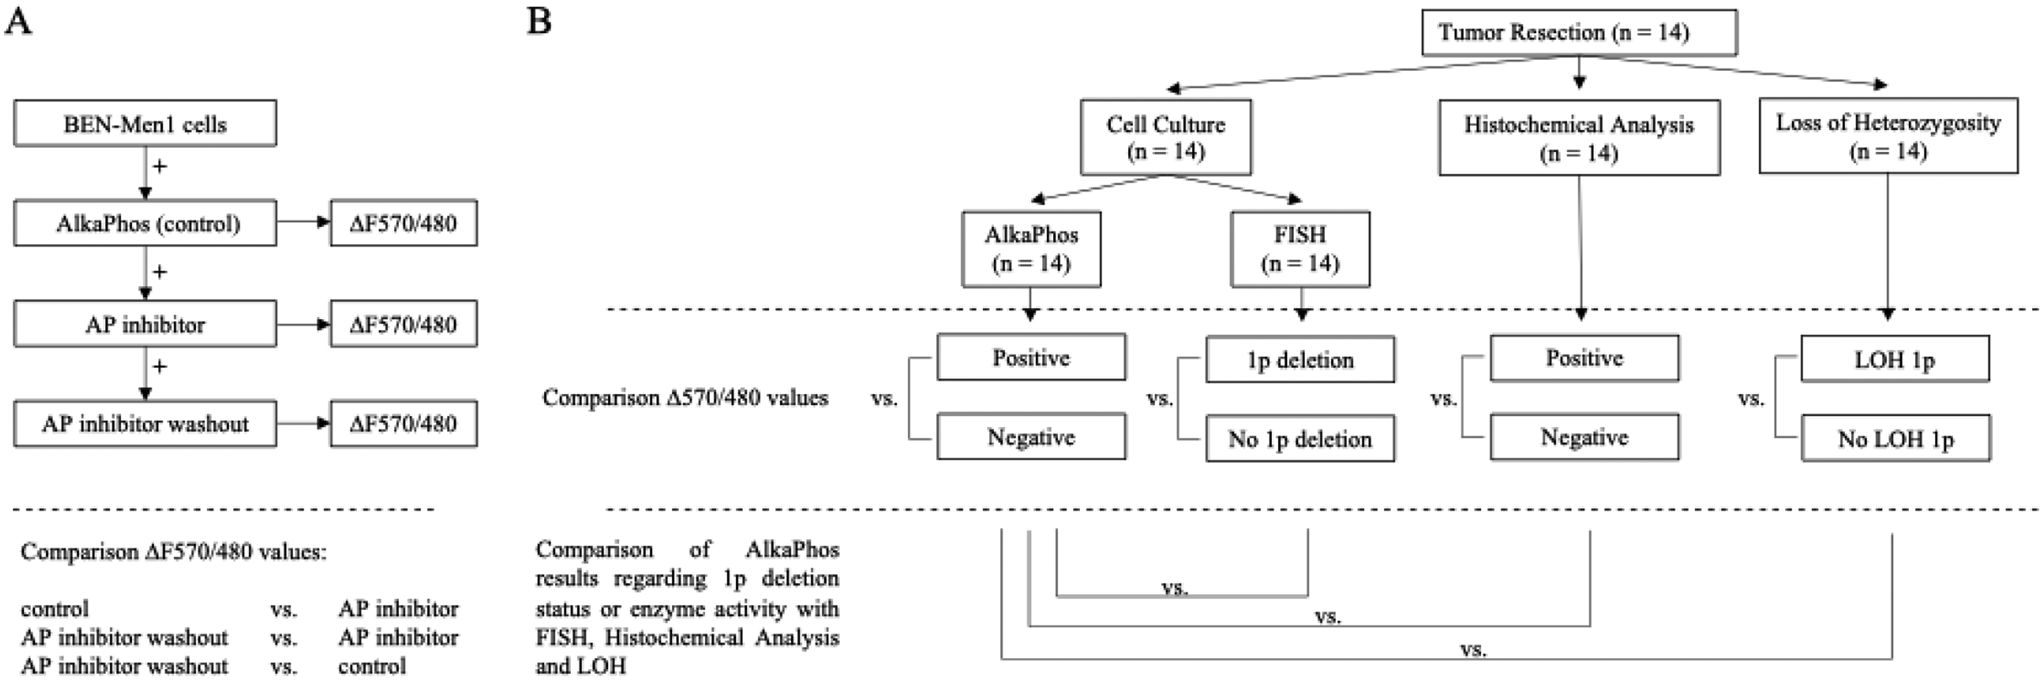 A
BEN-Men1 cells
+
AlkaPhos (control)
ΔF570/480
+
AP inhibitor
ΔF570/480
+
AP inhibitor washout
ΔF570/480
Comparison ΔF570/480 values:
control vs. AP inhibitor
AP inhibitor washout vs. AP inhibitor
AP inhibitor washout vs. control
B
Tumor Resection (n = 14)
Cell Culture
(n = 14)
Histochemical Analysis
(n = 14)
Loss of Heterozygosity
(n = 14)
AlkaPhos
(n = 14)
FISH
(n = 14)
Comparison Δ570/480 values
vs.
Positive
Negative
vs.
1p deletion
No 1p deletion
vs.
Positive
Negative
vs.
LOH 1p
No LOH 1p
Comparison of AlkaPhos
results regarding 1p deletion
status or enzyme activity with
FISH, Histochemical Analysis
and LOH
vs.
vs.
vs.